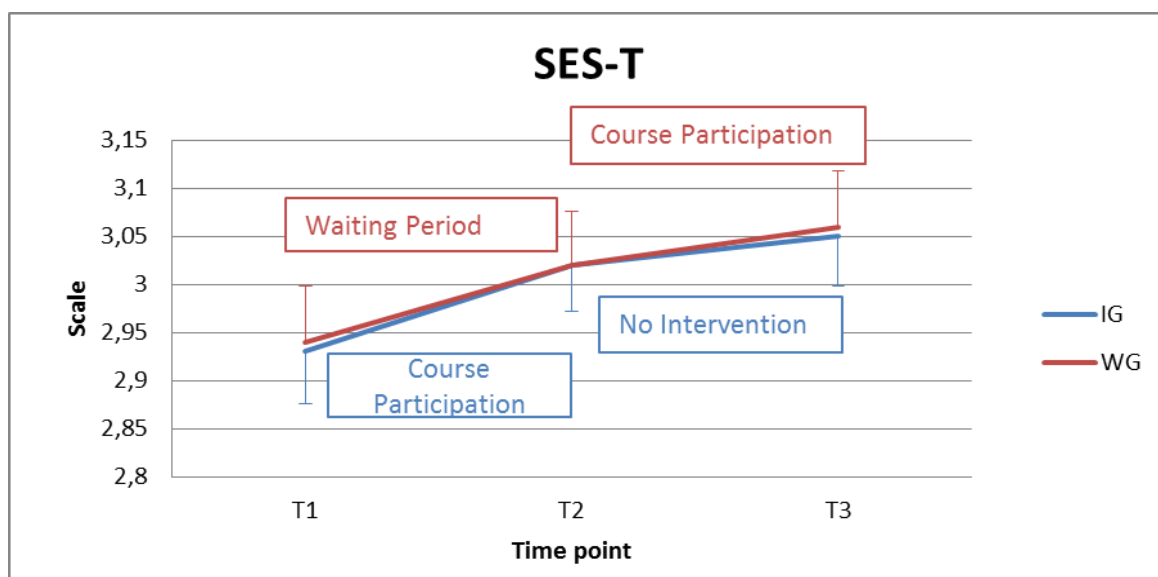 SES-T
3,15
3,1
3,05
3
2,95
2,9
2,85
2,8
Scale
Course Participation
Waiting Period
No Intervention
Course
Participation
IG
WG
T1
T2
T3
Time point